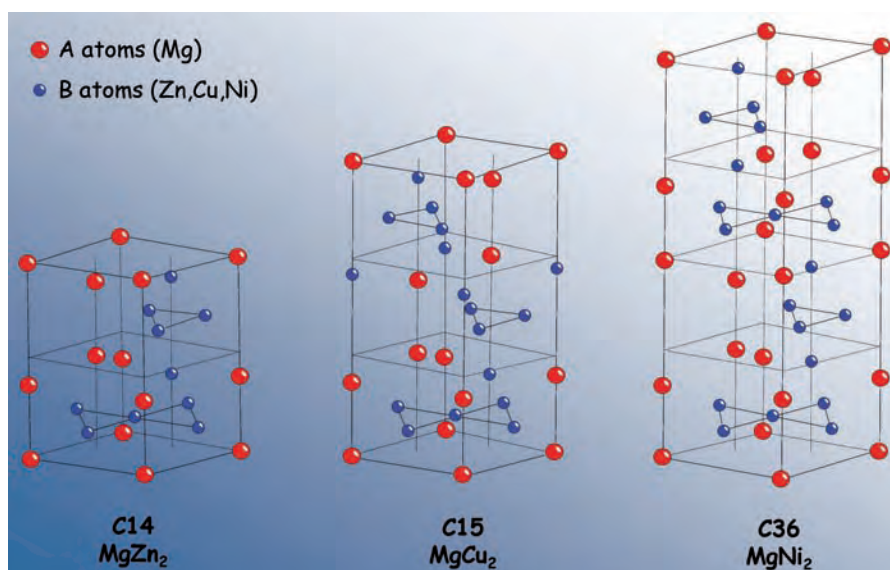 A atoms (Mg)
B atoms (Zn,Cu,Ni)
C14
MgZn₂
C15
MgCu₂
C36
MgNi₂